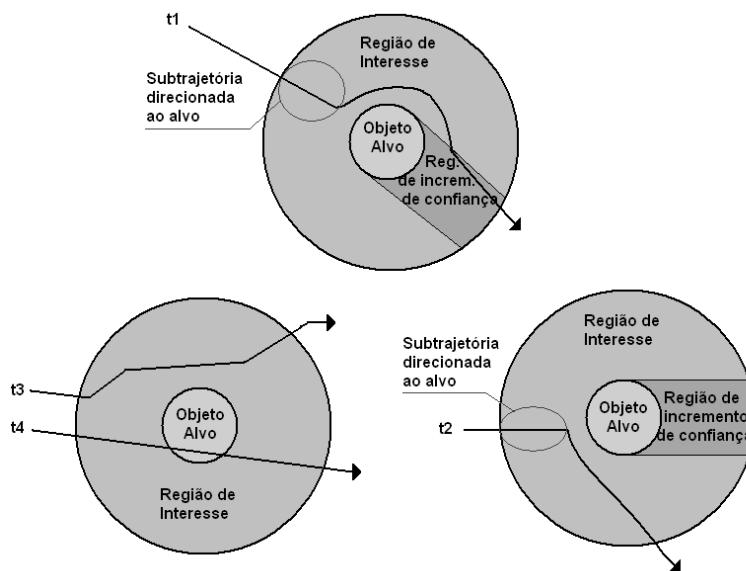 t1
Região de
Interesse
Subtrajetória
direcionada
ao alvo
Objeto
Alvo
Reg.
de increm.
de confiança
t3
t4
Objeto
Alvo
Região de
Interesse
Subtrajetória
direcionada
ao alvo
t2
Região de
Interesse
Objeto
Alvo
Região de
incremento
de confiança